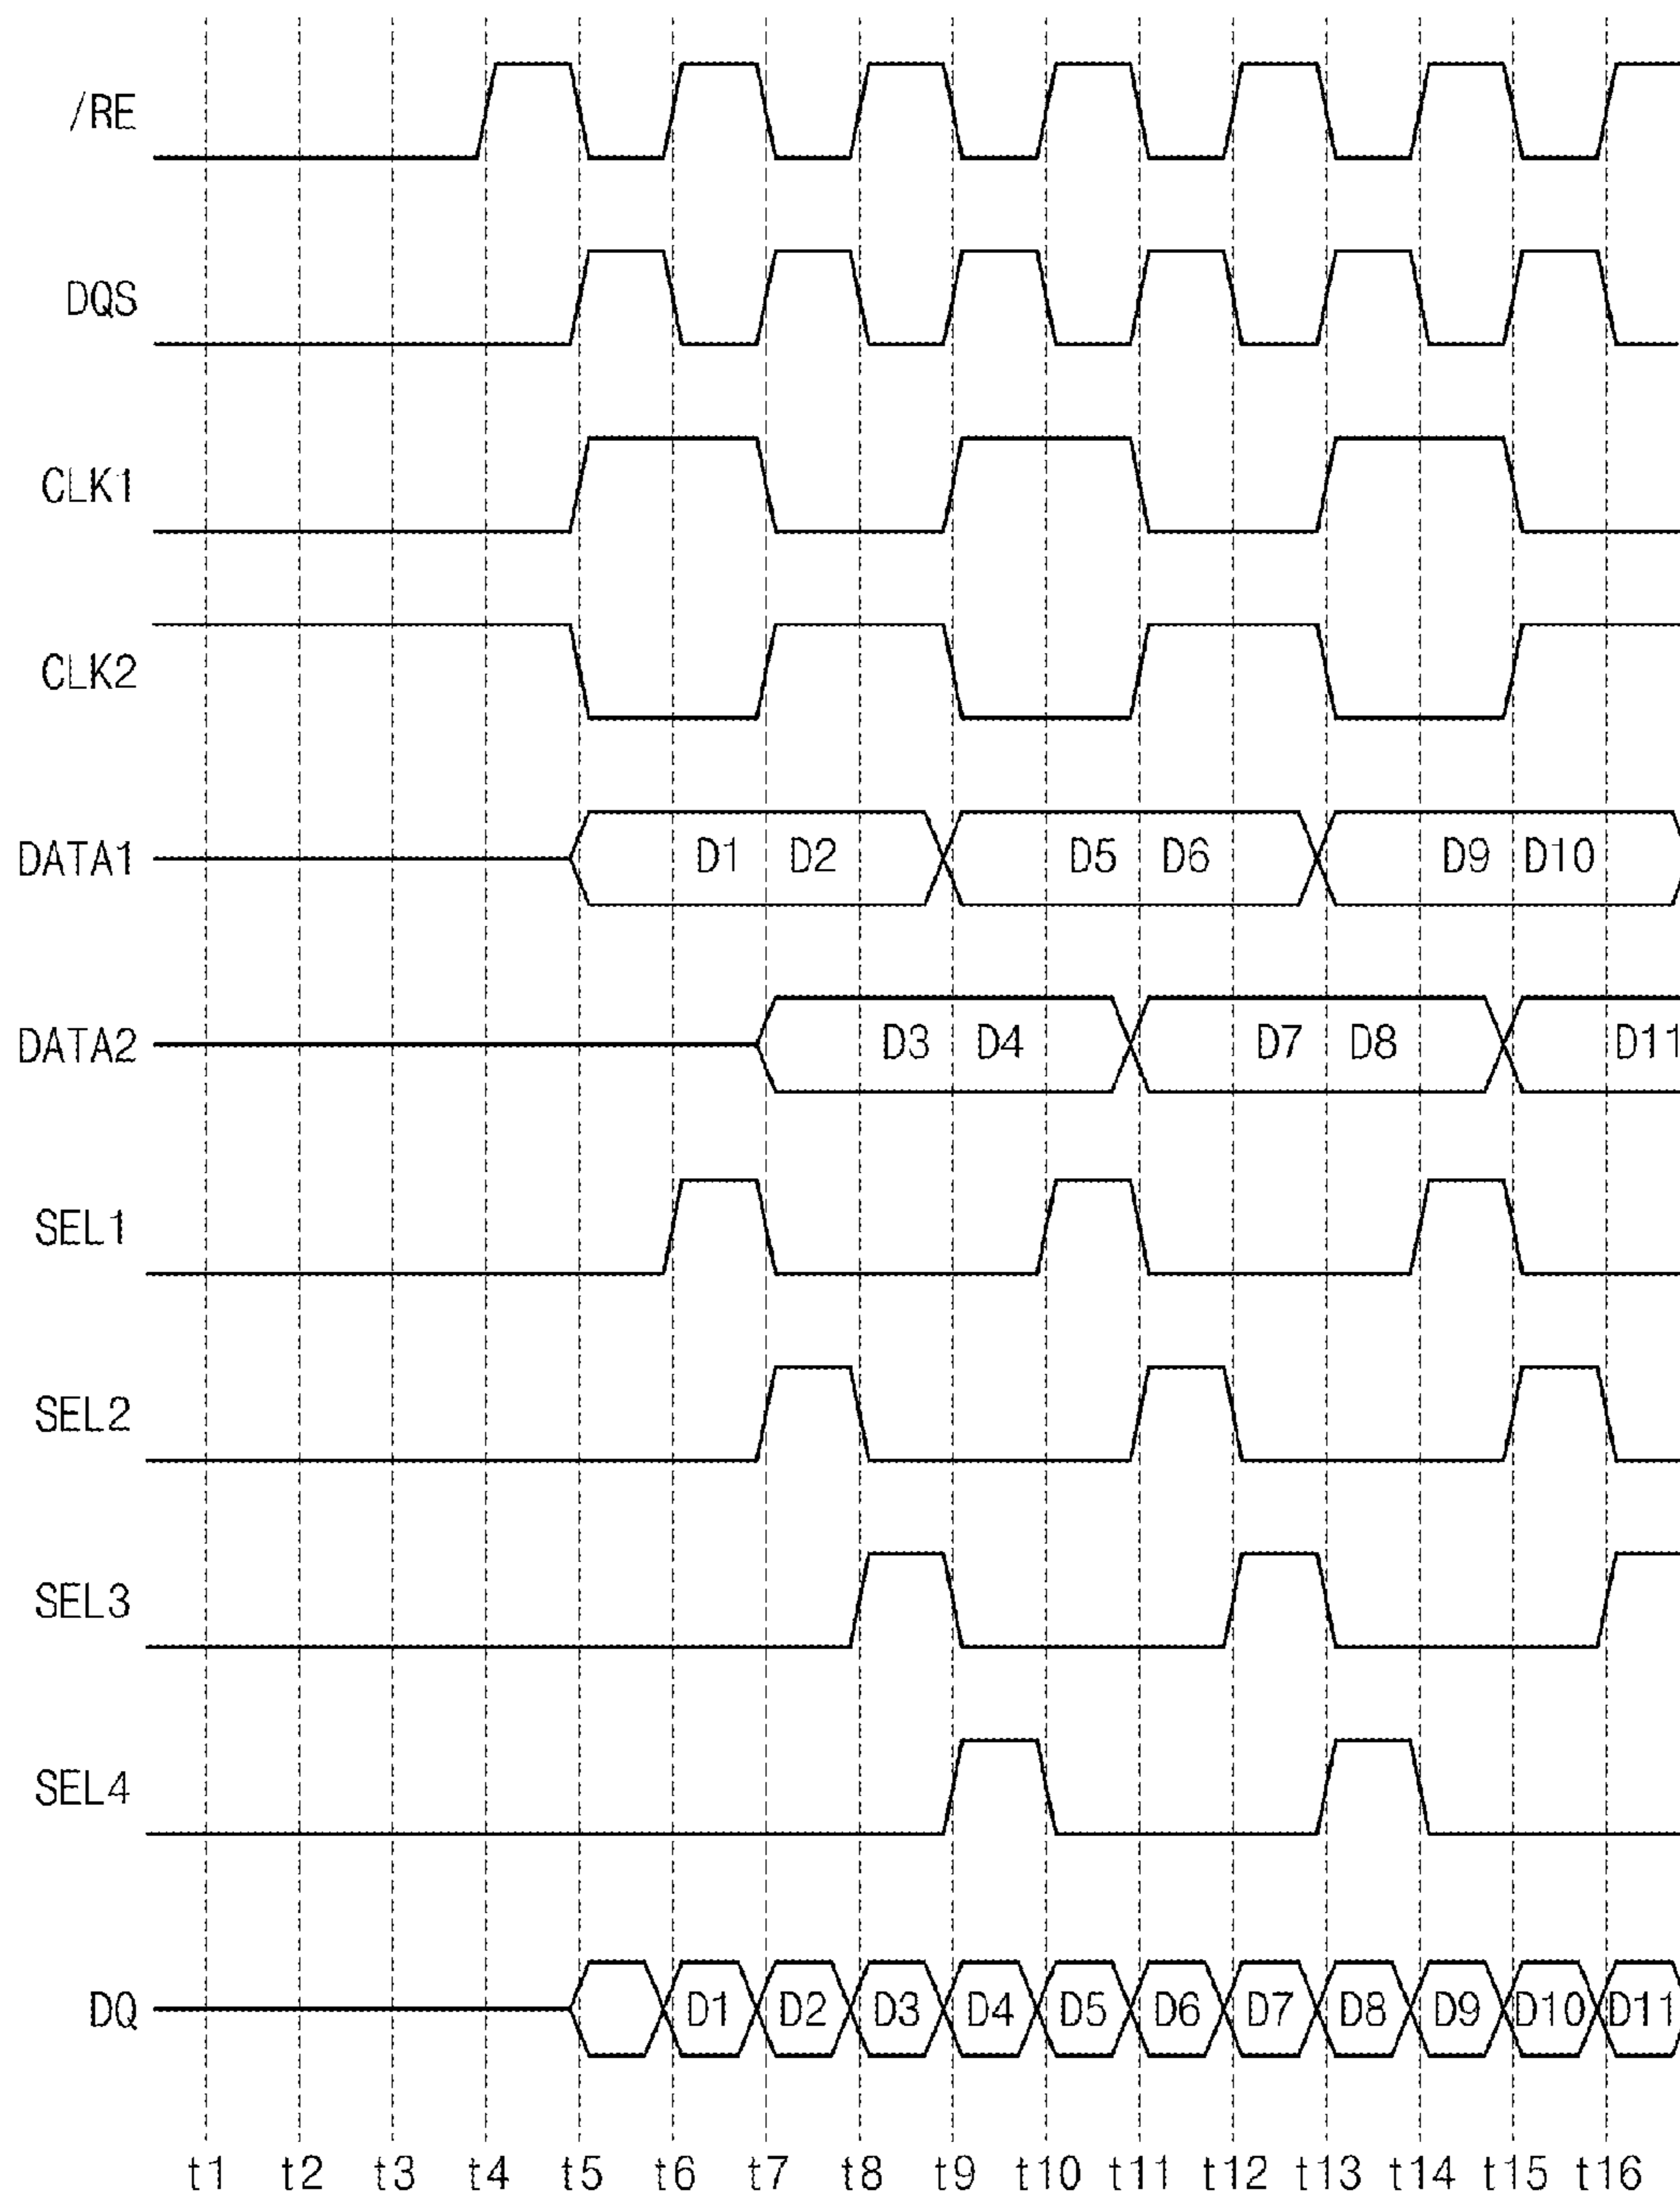 /RE
DQS
CLK1
CLK2
DATA1 D1 D2 D5 D6 D9 D10
DATA2 D3 D4 D7 D8 D11
SEL1
SEL2
SEL3
SEL4
DQ D1 D2 D3 D4 D5 D6 D7 D8 D9 D10 D11
t1 t2 t3 t4 t5 t6 t7 t8 t9 t10 t11 t12 t13 t14 t15 t16